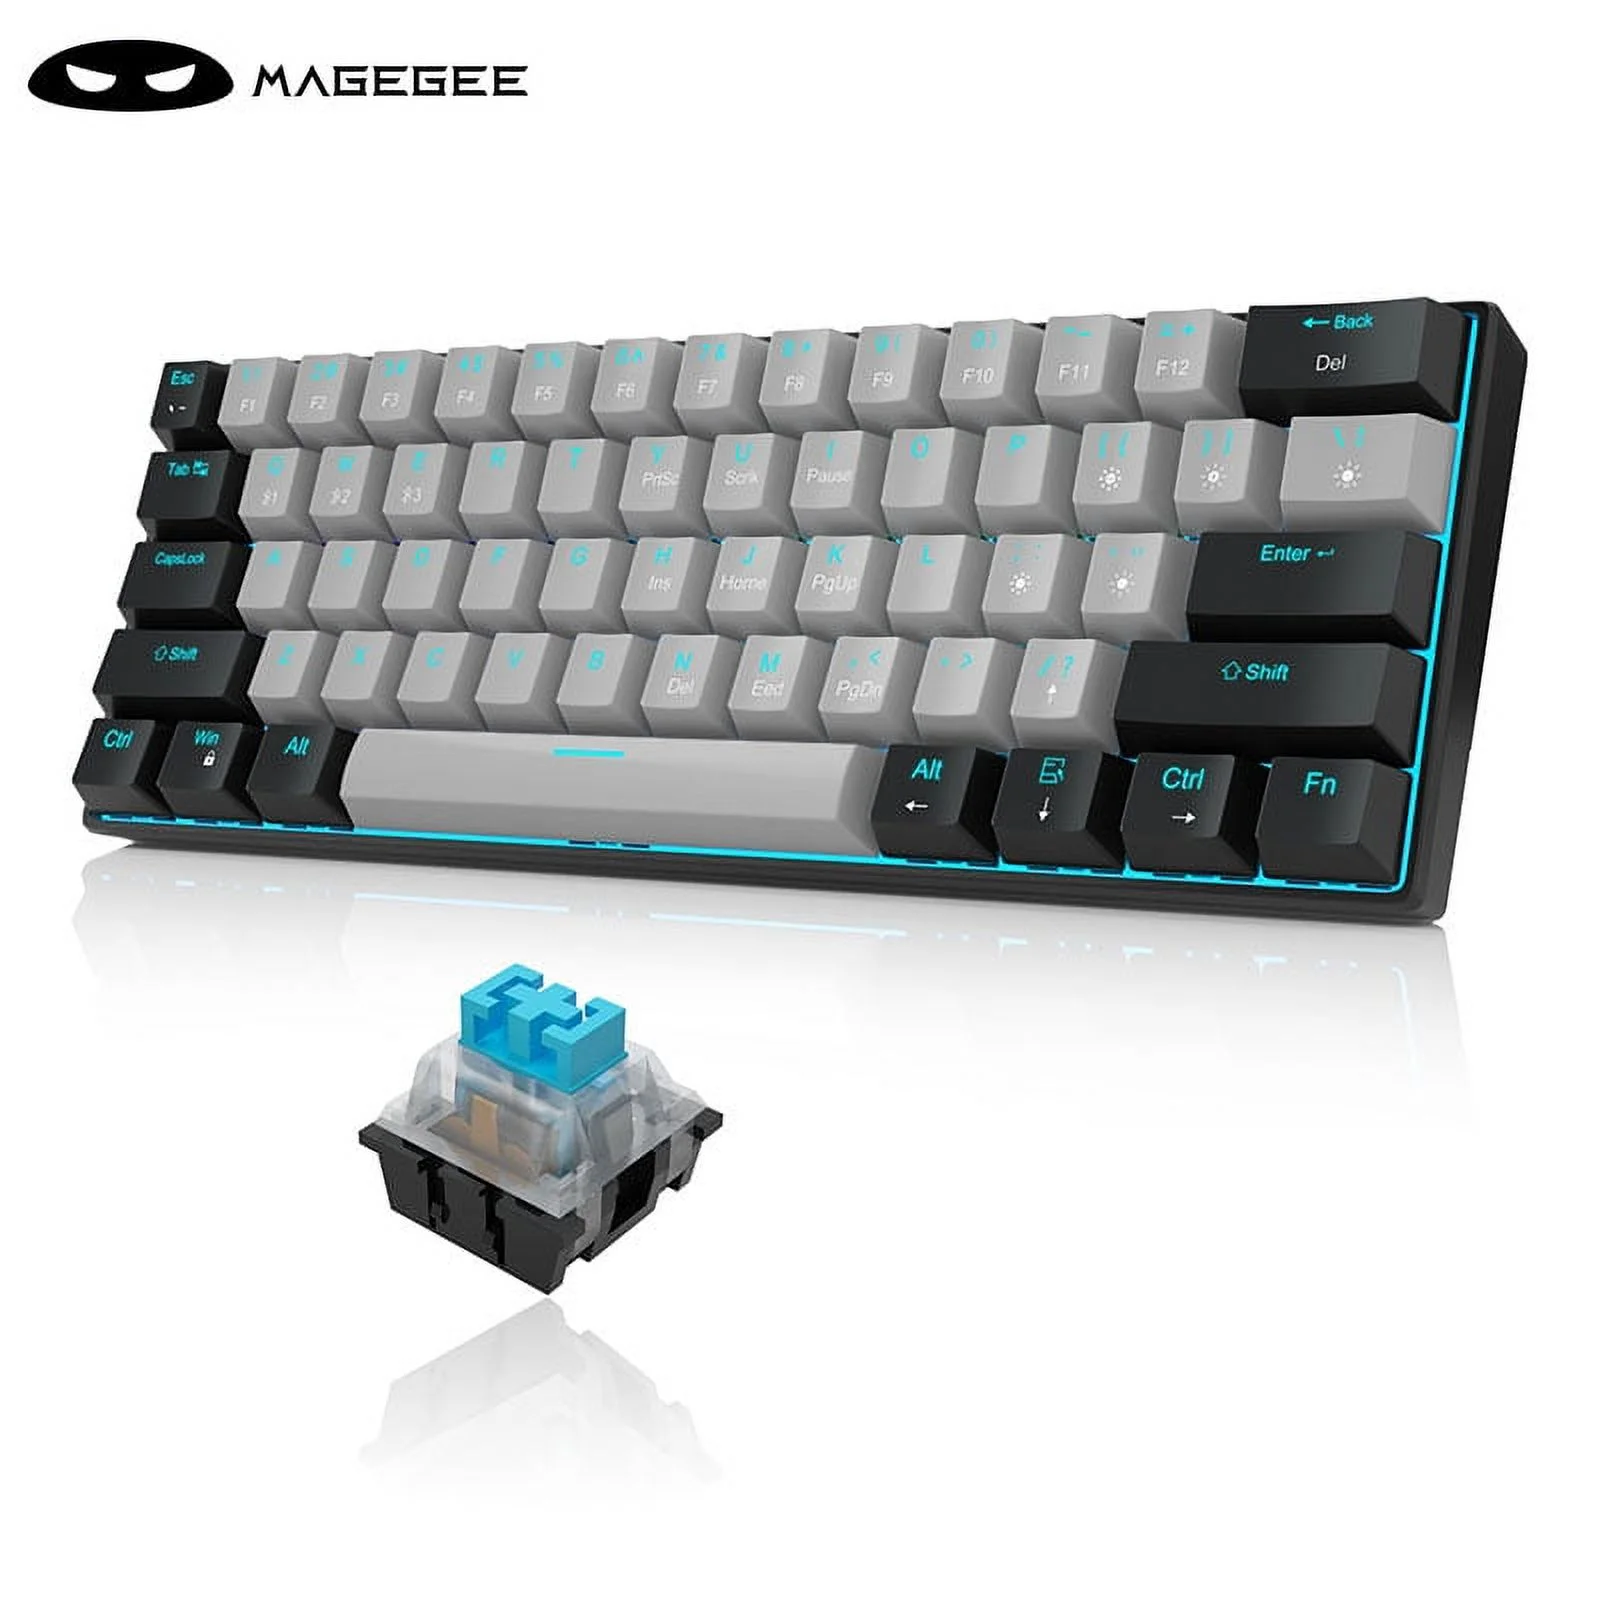 MAGEGEE
Esc
F1 F2 F3 F4 F5 F6 F7 F8 F9 F10 F11 F12
← Back
Del
Tab
R T U I O P
PrtSc Scrlk Pause
CapsLock
A F G H J K L
Ins Home PgUp
Enter
⇧ Shift
Z X C V B N M < > / ?
Del End PgDn ↑
⇧ Shift
Ctrl Win Alt
Alt Ctrl Fn
← ↓ →